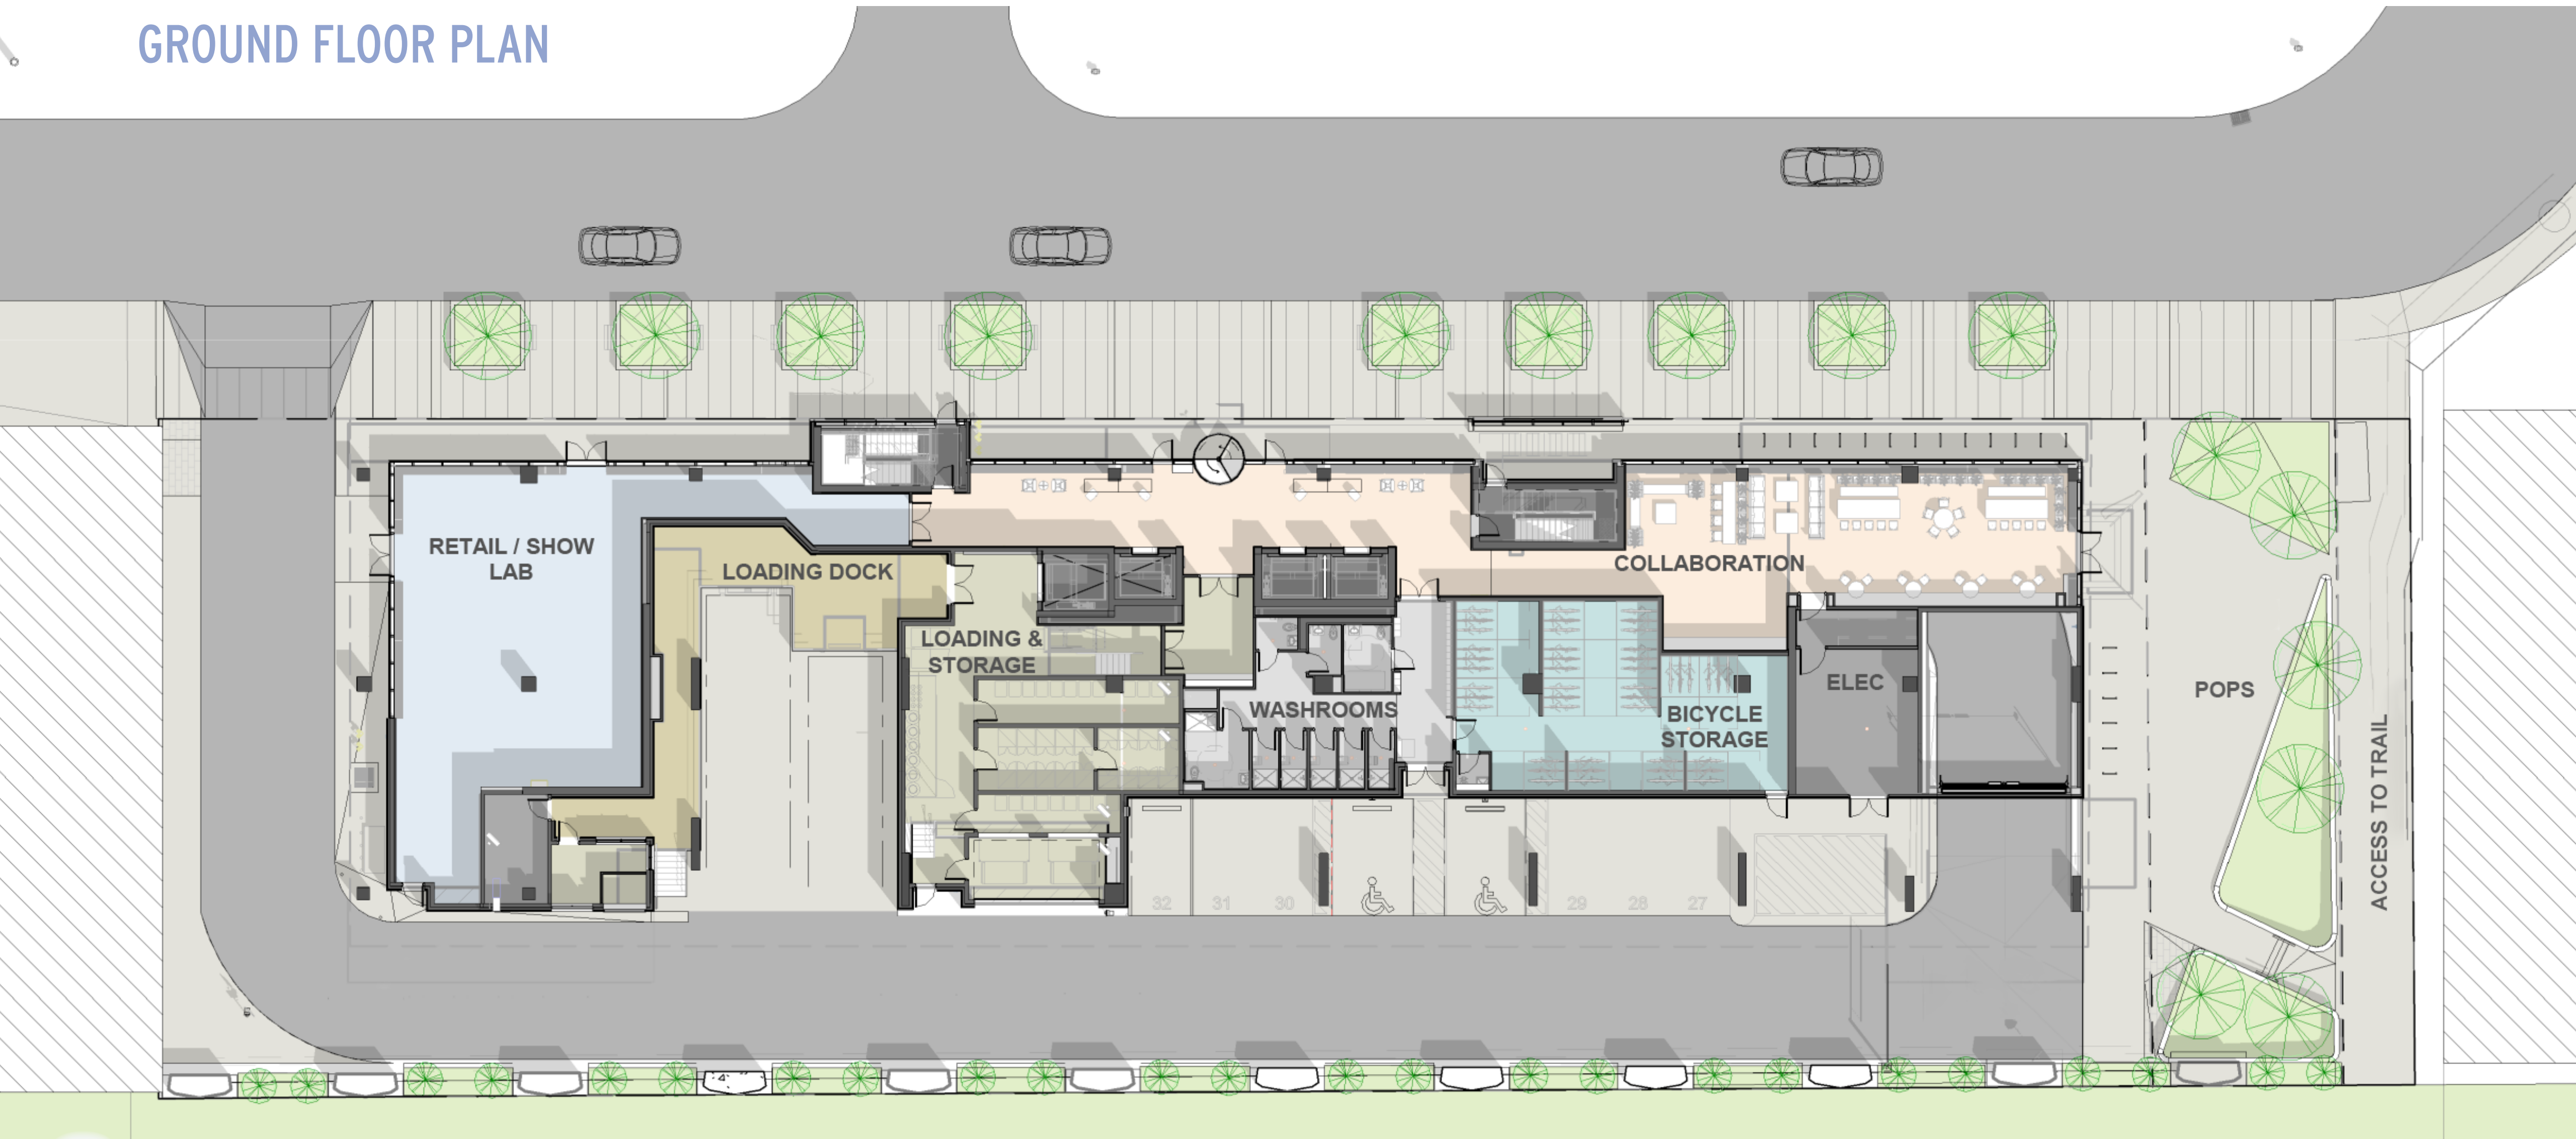 GROUND FLOOR PLAN
RETAIL / SHOW
LAB
LOADING DOCK
LOADING &
STORAGE
WASHROOMS
COLLABORATION
BICYCLE
STORAGE
ELEC
POPS
ACCESS TO TRAIL
32
31
30
29
28
27